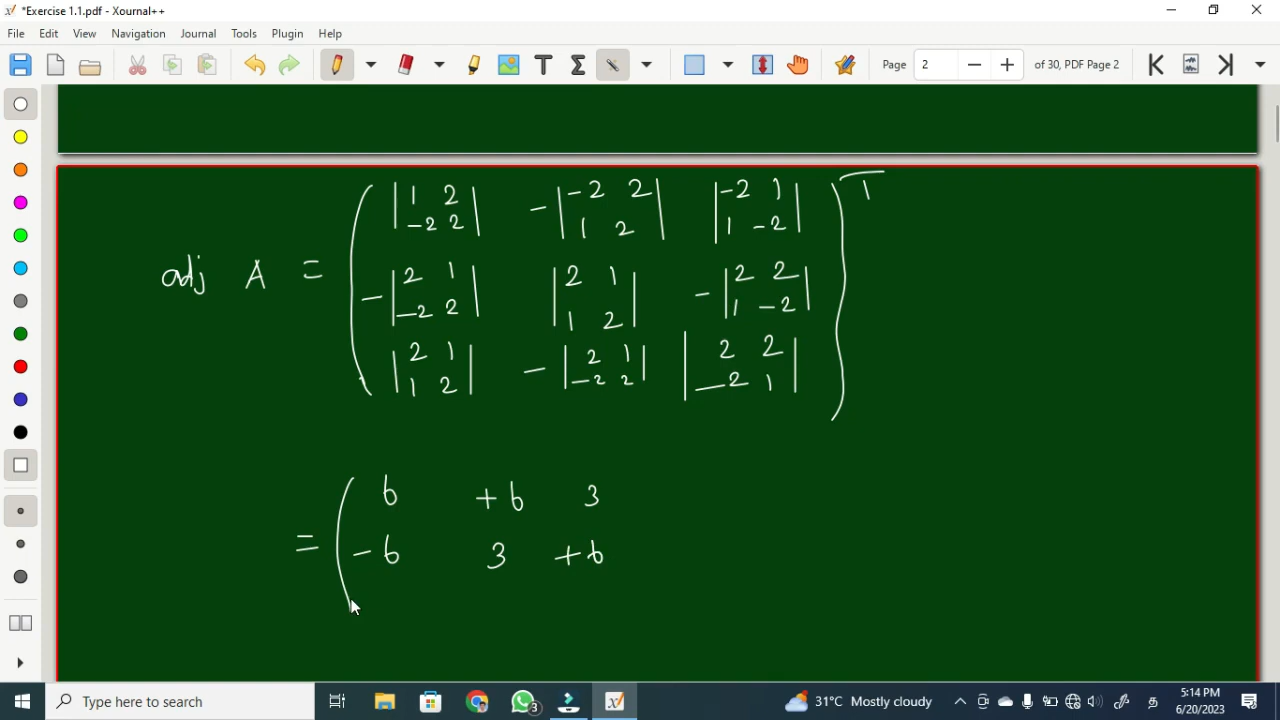 *Exercise 1.1.pdf - Xournal++
File Edit View Navigation Journal Tools Plugin Help
Page 2 of 30, PDF Page 2
|1 2| -|-2 2| |-2 1| T
|-2 2| |1 2| |1 -2|
adj A =
-|2 1| |2 1| -|2 2|
|-2 2| |1 2| |1 -2|
|2 1| -|2 1| |2 2|
|1 2| |-2 2| |-2 1|
6 +6 3
=
-6 3 +6
Type here to search
3
31°C Mostly cloudy
5:14 PM
6/20/2023